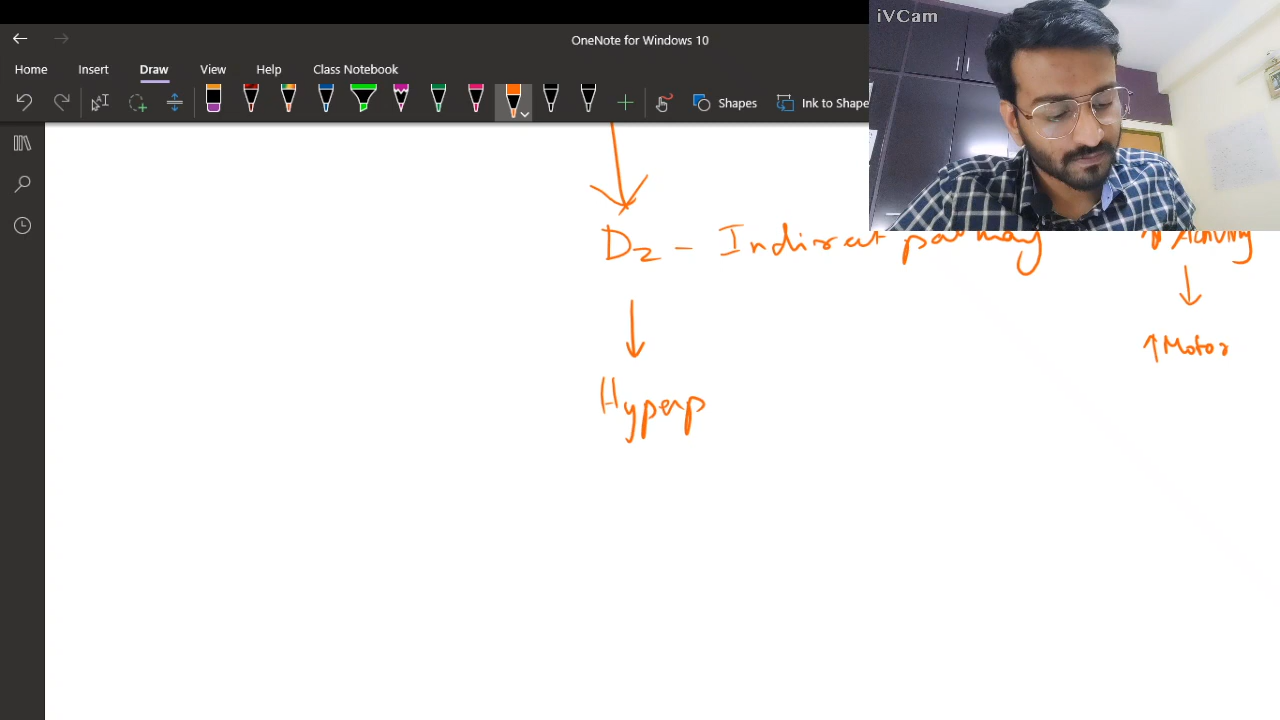 iVCam
OneNote for Windows 10
Home Insert Draw View Help Class Notebook
Shapes Ink to Shape
D2 - Indirect pathway
↑ Activity
↑ Motor
Hyperp